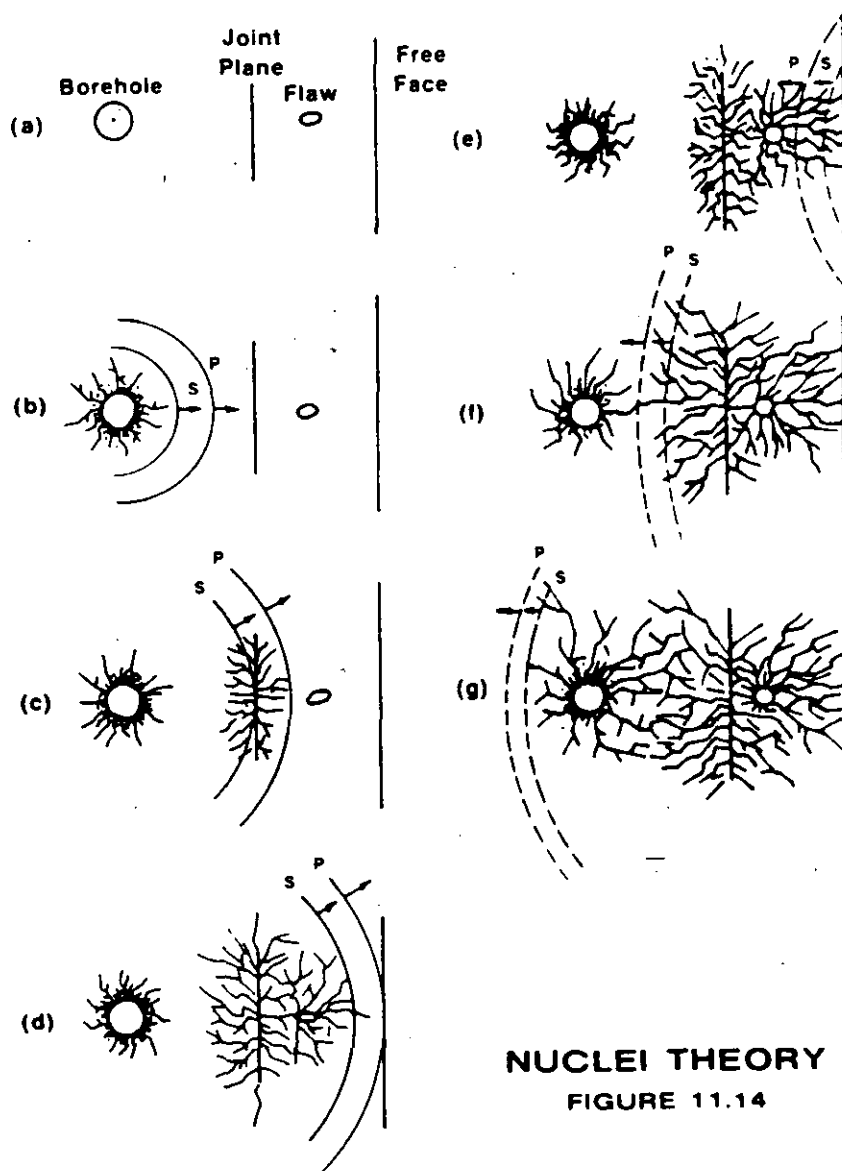 Joint
Plane
Free
Face
Borehole
Flaw
(a)
(b)
S
P
(c)
P
S
(d)
S
P
(e)
P
S
(f)
P
S
(g)
P
S
NUCLEI THEORY
FIGURE 11.14